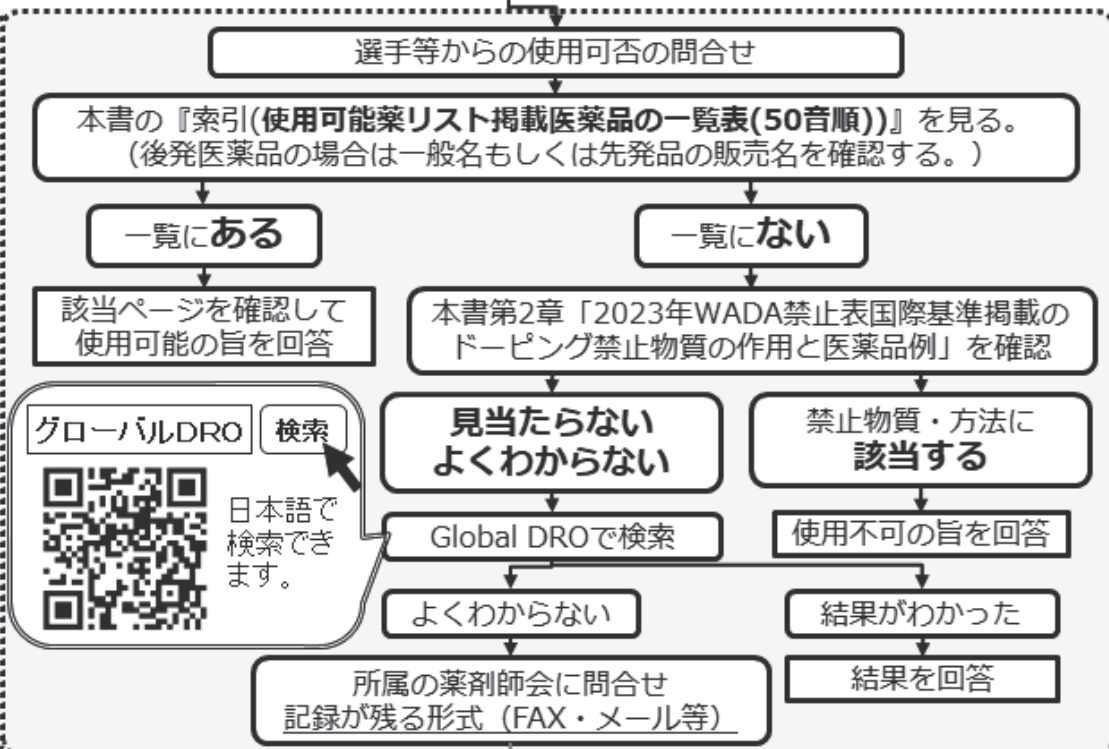 選手等からの使用可否の問合せ
本書の『索引(使用可能薬リスト掲載医薬品の一覧表(50音順))』を見る。
（後発医薬品の場合は一般名もしくは先発品の販売名を確認する。）
一覧にある
一覧にない
該当ページを確認して
使用可能の旨を回答
本書第2章「2023年WADA禁止表国際基準掲載の
ドーピング禁止物質の作用と医薬品例」を確認
見当たらない
よくわからない
禁止物質・方法に
該当する
グローバルDRO
検索
日本語で
検索でき
ます。
Global DROで検索
使用不可の旨を回答
よくわからない
結果がわかった
所属の薬剤師会に問合せ
記録が残る形式（FAX・メール等）
結果を回答